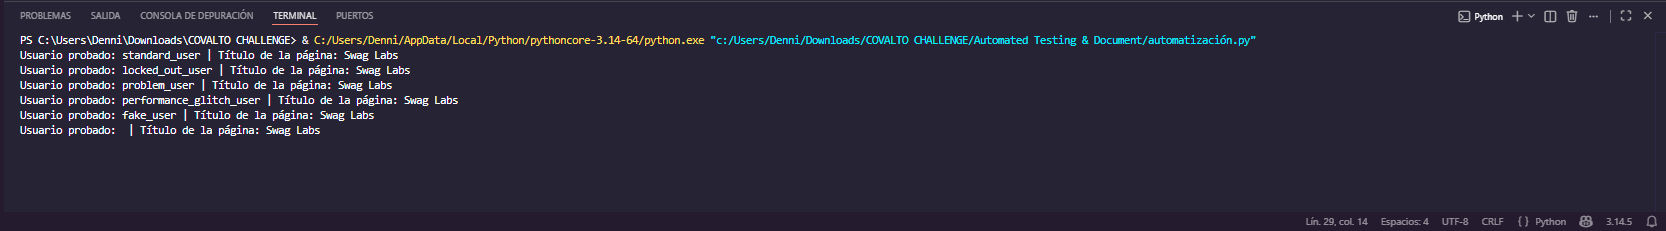 PROBLEMAS SALIDA CONSOLA DE DEPURACIÓN TERMINAL PUERTOS Python
PS C:\Users\Denni\Downloads\COVALTO CHALLENGE> & C:/Users/Denni/AppData/Local/Python/pythoncore-3.14-64/python.exe "c:/Users/Denni/Downloads/COVALTO CHALLENGE/Automated Testing & Document/automatización.py"
Usuario probado: standard_user | Título de la página: Swag Labs
Usuario probado: locked_out_user | Título de la página: Swag Labs
Usuario probado: problem_user | Título de la página: Swag Labs
Usuario probado: performance_glitch_user | Título de la página: Swag Labs
Usuario probado: fake_user | Título de la página: Swag Labs
Usuario probado:  | Título de la página: Swag Labs
Lín. 29, col. 14 Espacios: 4 UTF-8 CRLF {} Python 3.14.5